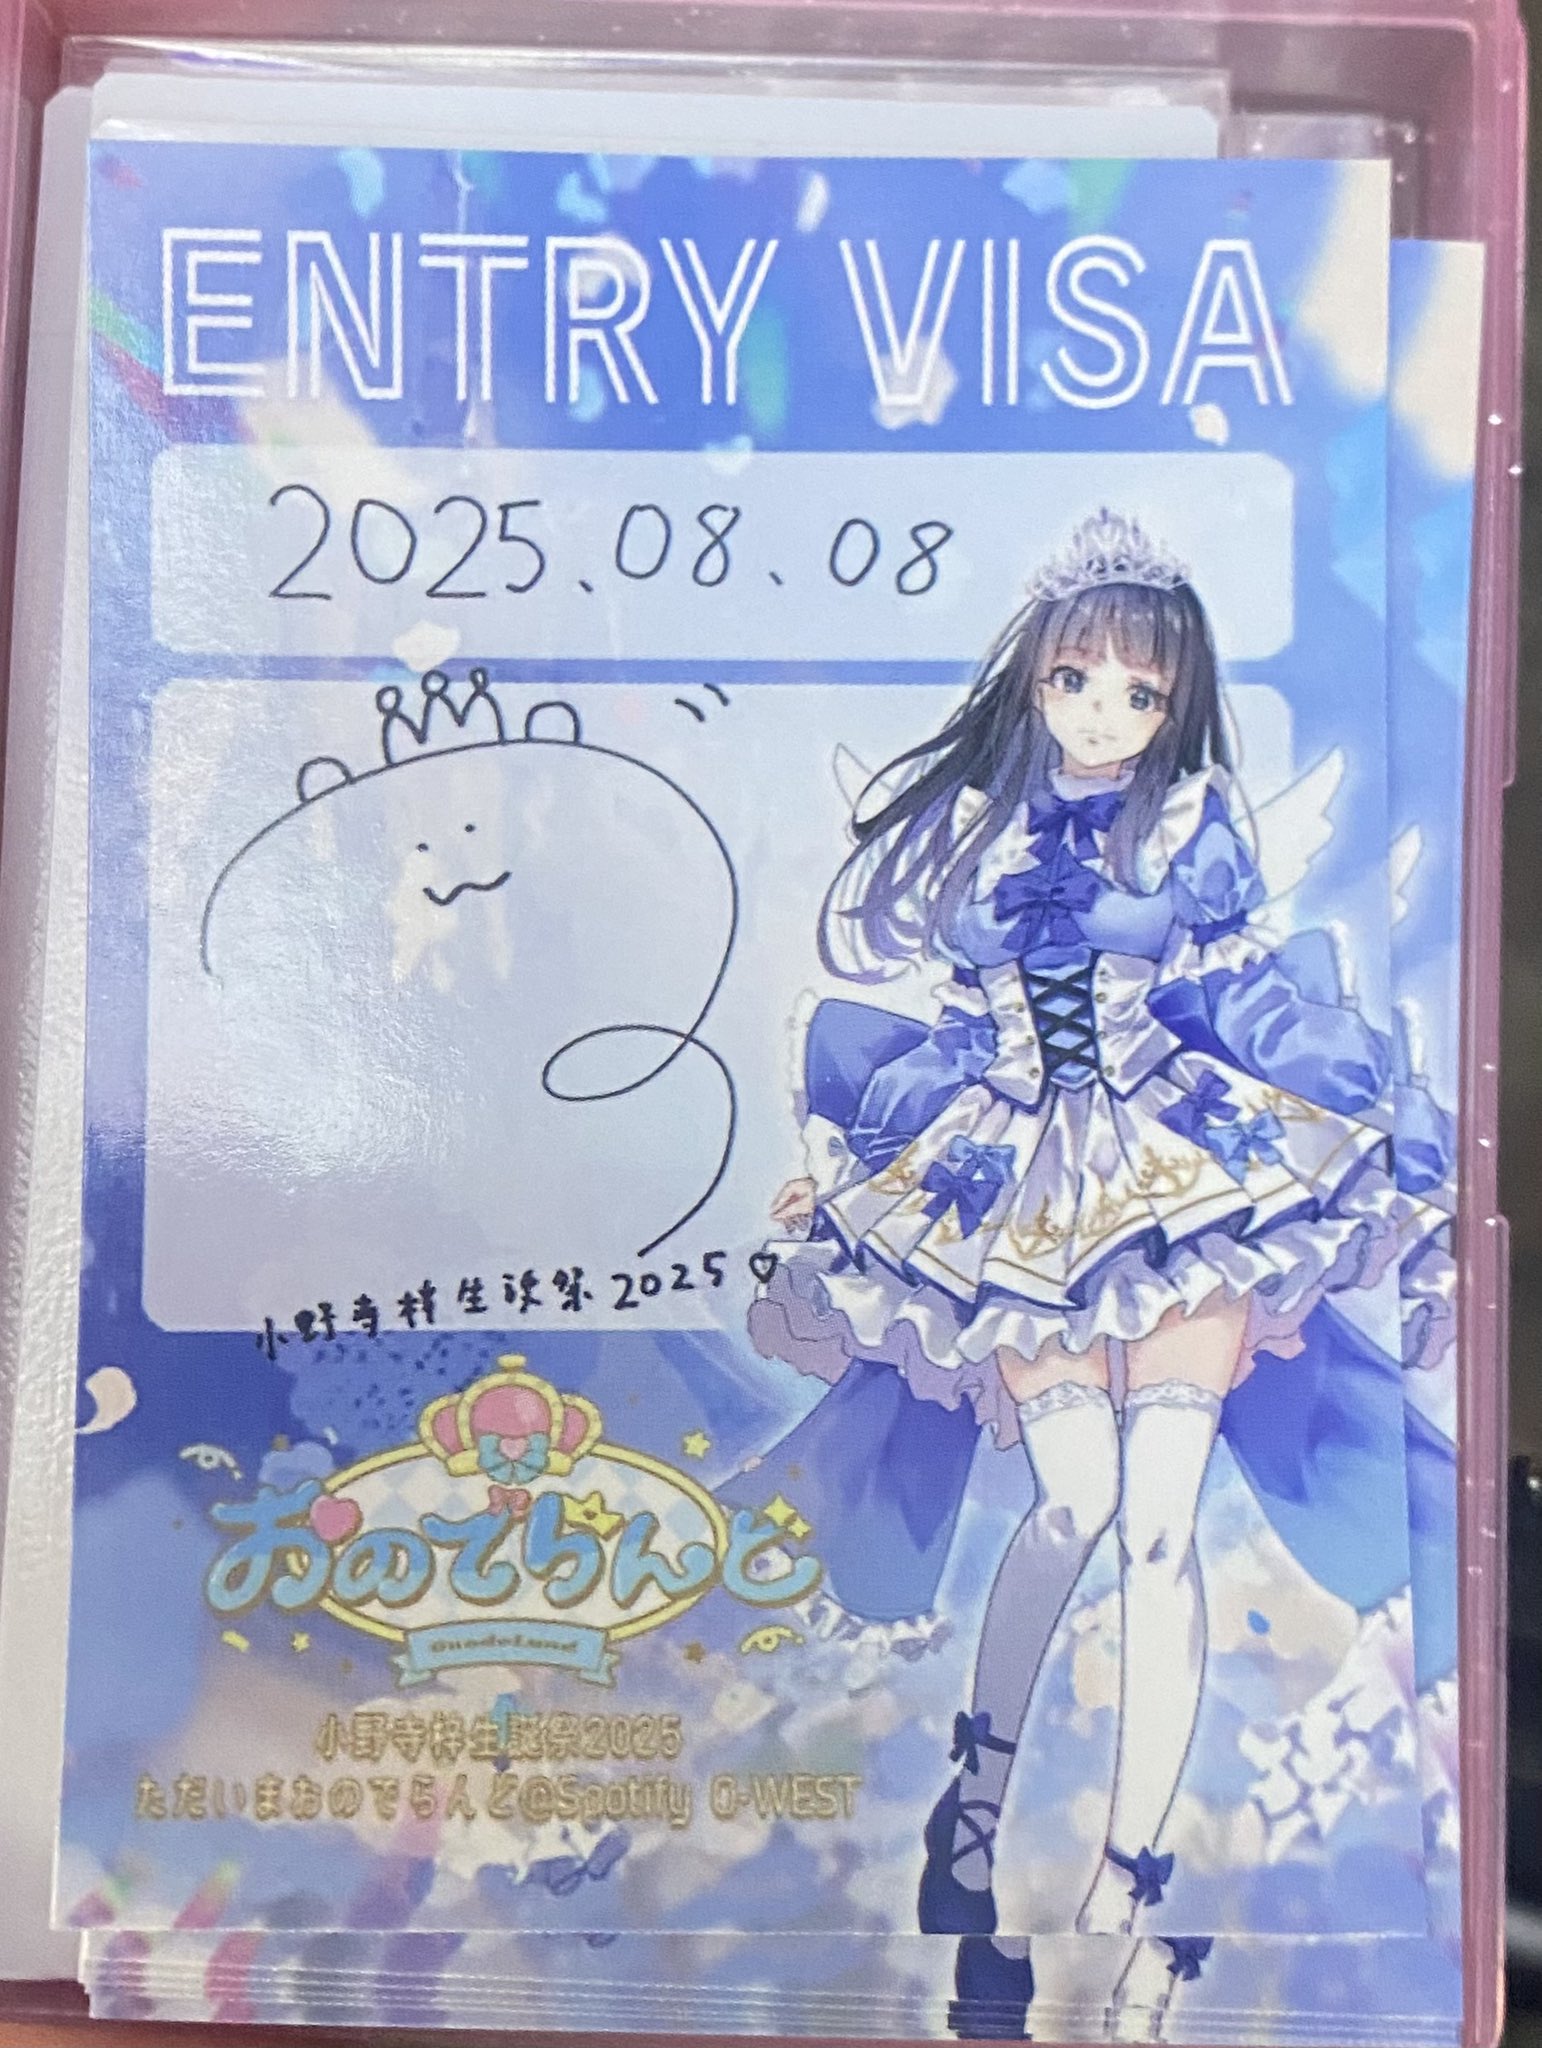 ENTRY VISA
2025.08.08
小野寺梓生誕祭2025♡
おのでらんど
OnodeLand
小野寺梓生誕祭2025
ただいまおのでらんど@Spotify O-WEST